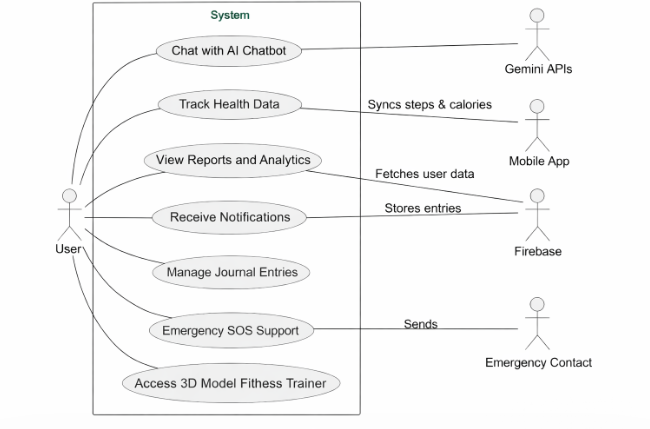 System
Chat with AI Chatbot
Gemini APIs
Track Health Data
Syncs steps & calories
Mobile App
View Reports and Analytics
Fetches user data
Receive Notifications
Stores entries
User
Firebase
Manage Journal Entries
Emergency SOS Support
Sends
Emergency Contact
Access 3D Model Fithess Trainer